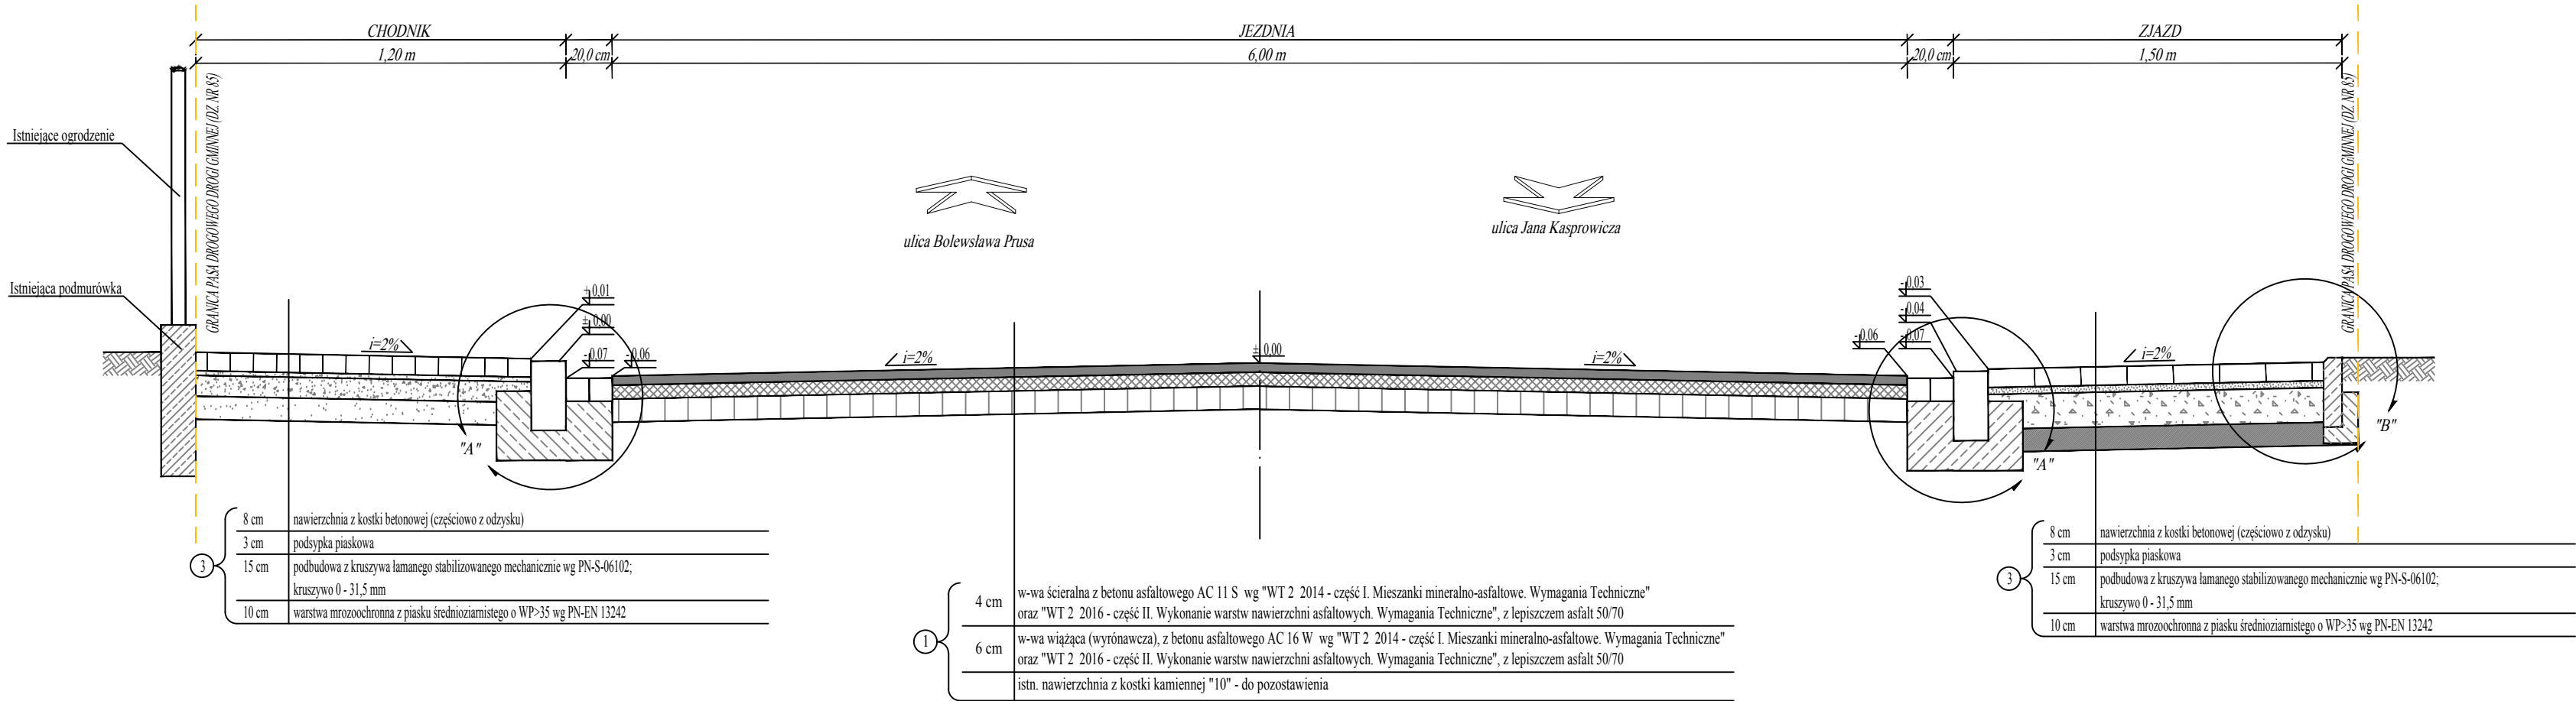 CHODNIK
1,20 m
20,0 cm
JEZDNIA
6,00 m
20,0 cm
ZJAZD
1,50 m
GRANICA PASA DROGOWEGO DROGI GMINNEJ (DZ. NR 85)
GRANICA PASA DROGOWEGO DROGI GMINNEJ (DZ. NR 85)
Istniejące ogrodzenie
Istniejąca podmurówka
ulica Bolewsława Prusa
ulica Jana Kasprowicza
+ 0,01
± 0,00
- 0,07
- 0,06
i=2%
i=2%
± 0,00
i=2%
- 0,06
- 0,03
- 0,04
- 0,07
i=2%
"A"
"A"
"B"
3
8 cm nawierzchnia z kostki betonowej (częściowo z odzysku)
3 cm podsypka piaskowa
15 cm podbudowa z kruszywa łamanego stabilizowanego mechanicznie wg PN-S-06102;
kruszywo 0 - 31,5 mm
10 cm warstwa mrozoochronna z piasku średnioziarnistego o WP>35 wg PN-EN 13242
1
4 cm w-wa ścieralna z betonu asfaltowego AC 11 S wg "WT 2 2014 - część I. Mieszanki mineralno-asfaltowe. Wymagania Techniczne"
oraz "WT 2 2016 - część II. Wykonanie warstw nawierzchni asfaltowych. Wymagania Techniczne", z lepiszczem asfalt 50/70
6 cm w-wa wiążąca (wyrónawcza), z betonu asfaltowego AC 16 W wg "WT 2 2014 - część I. Mieszanki mineralno-asfaltowe. Wymagania Techniczne"
oraz "WT 2 2016 - część II. Wykonanie warstw nawierzchni asfaltowych. Wymagania Techniczne", z lepiszczem asfalt 50/70
istn. nawierzchnia z kostki kamiennej "10" - do pozostawienia
3
8 cm nawierzchnia z kostki betonowej (częściowo z odzysku)
3 cm podsypka piaskowa
15 cm podbudowa z kruszywa łamanego stabilizowanego mechanicznie wg PN-S-06102;
kruszywo 0 - 31,5 mm
10 cm warstwa mrozoochronna z piasku średnioziarnistego o WP>35 wg PN-EN 13242